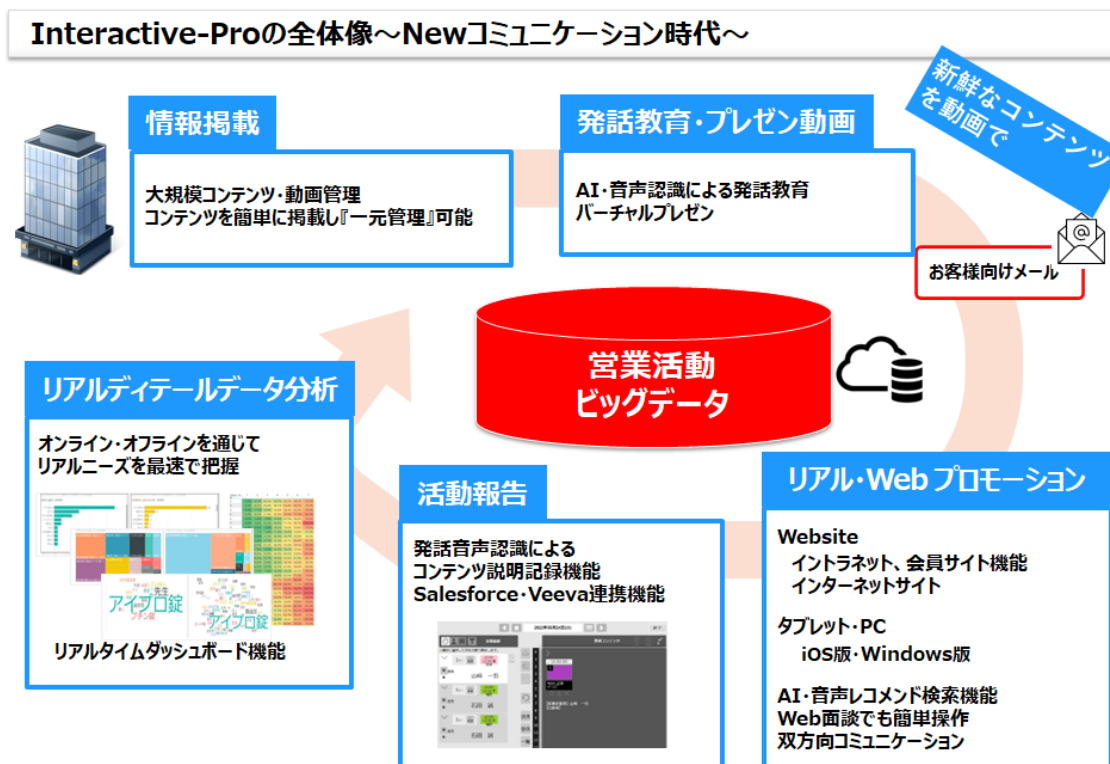 Interactive-Proの全体像～Newコミュニケーション時代～
新鮮なコンテンツ
を動画で
情報掲載
大規模コンテンツ・動画管理
コンテンツを簡単に掲載し『一元管理』可能
発話教育・プレゼン動画
AI・音声認識による発話教育
バーチャルプレゼン
お客様向けメール
営業活動
ビッグデータ
リアルディテールデータ分析
オンライン・オフラインを通じて
リアルニーズを最速で把握
アイプロ錠
アイプロ錠
リアルタイムダッシュボード機能
活動報告
発話音声認識による
コンテンツ説明記録機能
Salesforce・Veeva連携機能
リアル・Web プロモーション
Website
イントラネット、会員サイト機能
インターネットサイト
タブレット・PC
iOS版・Windows版
AI・音声レコメンド検索機能
Web面談でも簡単操作
双方向コミュニケーション